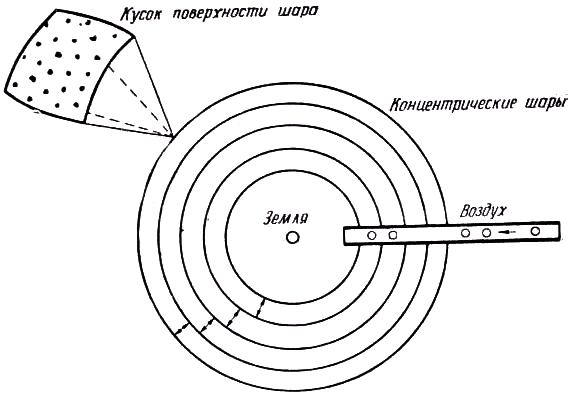 Кусок поверхности шара
Концентрические шары
Земля
Воздух